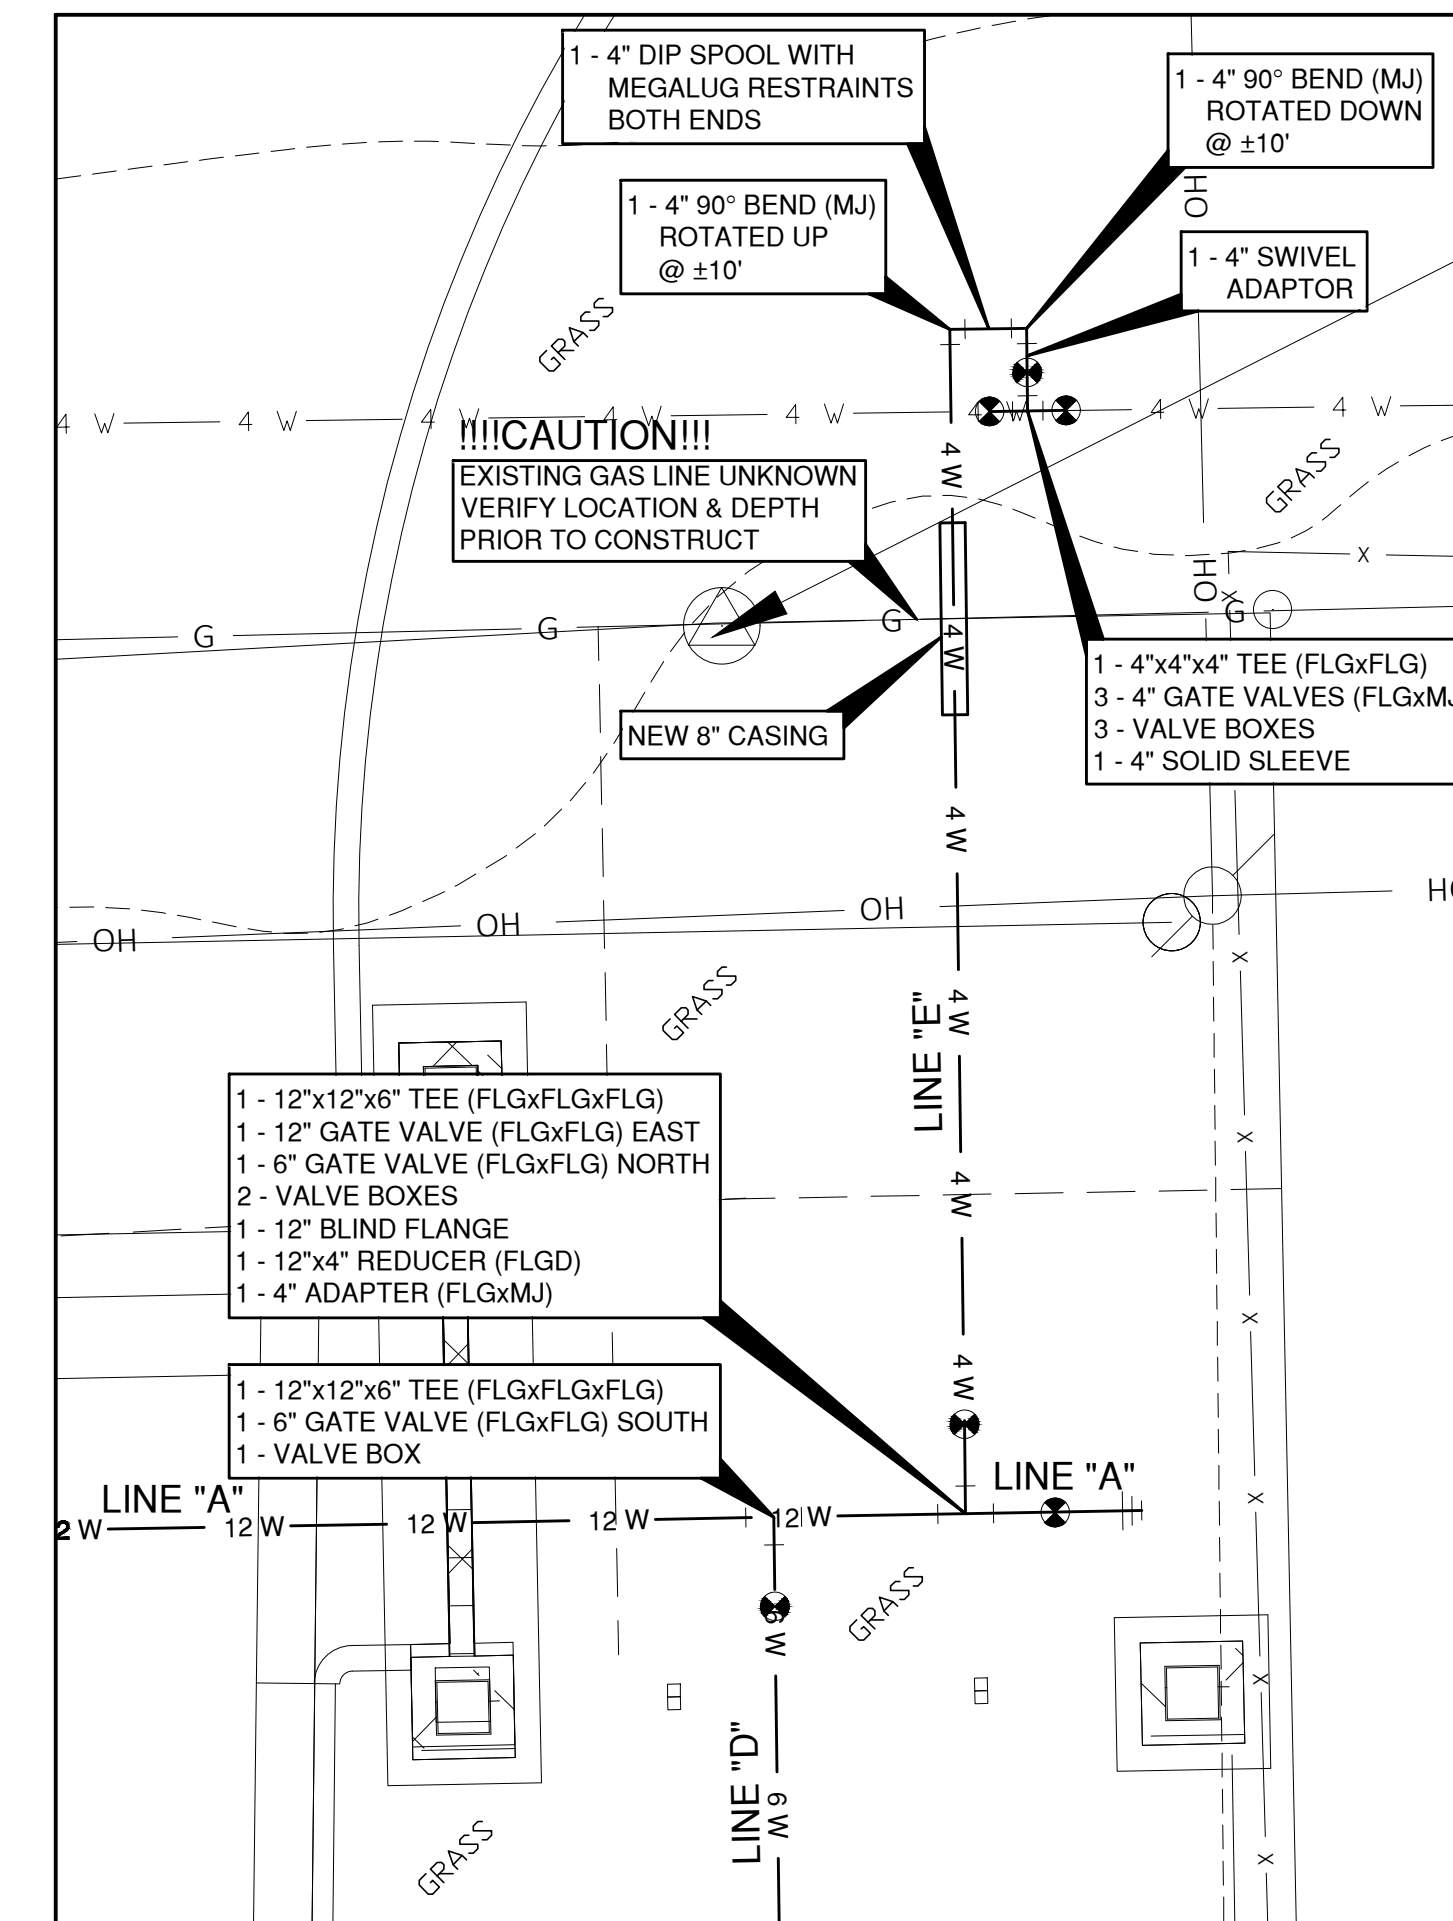 1 - 4" DIP SPOOL WITH
MEGALUG RESTRAINTS
BOTH ENDS
1 - 4" 90° BEND (MJ)
ROTATED DOWN
@ ±10'
1 - 4" 90° BEND (MJ)
ROTATED UP
@ ±10'
OH
1 - 4" SWIVEL
ADAPTOR
GRASS
4 W
4 W
4 W
4 W
4 W
4 W
4 W
4 W
!!!!CAUTION!!!
EXISTING GAS LINE UNKNOWN
VERIFY LOCATION & DEPTH
PRIOR TO CONSTRUCT
4 W
GRASS
X
OH
X
G
G
G
G
4 W
1 - 4"x4"x4" TEE (FLGxFLG)
3 - 4" GATE VALVES (FLGxMJ
3 - VALVE BOXES
1 - 4" SOLID SLEEVE
NEW 8" CASING
4 W
OH
OH
OH
X
GRASS
LINE "E"
4 W
1 - 12"x12"x6" TEE (FLGxFLGxFLG)
1 - 12" GATE VALVE (FLGxFLG) EAST
1 - 6" GATE VALVE (FLGxFLG) NORTH
2 - VALVE BOXES
1 - 12" BLIND FLANGE
1 - 12"x4" REDUCER (FLGD)
1 - 4" ADAPTER (FLGxMJ)
X
4 W
X
4 W
1 - 12"x12"x6" TEE (FLGxFLGxFLG)
1 - 6" GATE VALVE (FLGxFLG) SOUTH
1 - VALVE BOX
LINE "A"
LINE "A"
X
2 W
12 W
12 W
12 W
12 W
GRASS
6 W
X
LINE "D"
6 W
GRASS
X